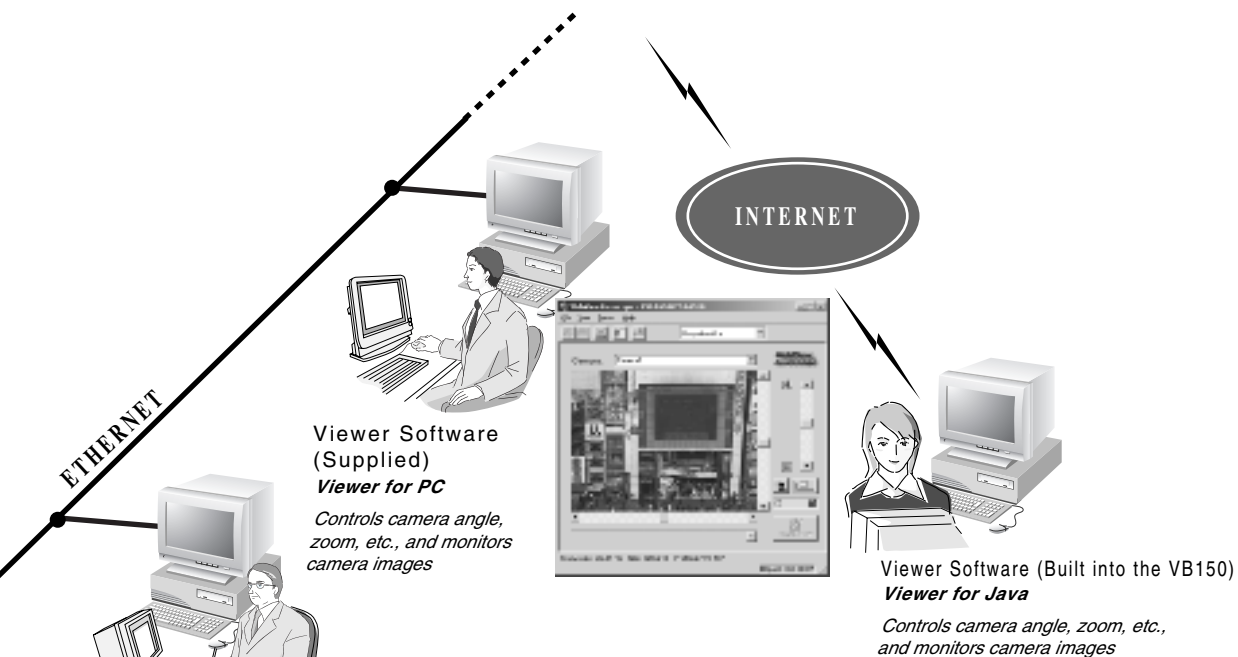 INTERNET
ETHERNET
Viewer Software
(Supplied)
Viewer for PC
Controls camera angle,
zoom, etc., and monitors
camera images
Viewer Software (Built into the VB150)
Viewer for Java
Controls camera angle, zoom, etc.,
and monitors camera images